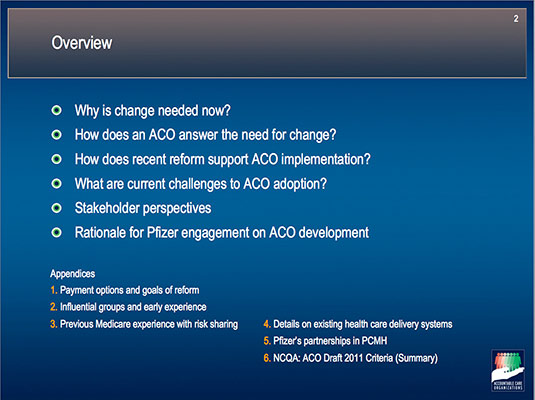 2
Overview
Why is change needed now?
How does an ACO answer the need for change?
How does recent reform support ACO implementation?
What are current challenges to ACO adoption?
Stakeholder perspectives
Rationale for Pfizer engagement on ACO development
Appendices
1. Payment options and goals of reform
2. Influential groups and early experience
3. Previous Medicare experience with risk sharing
4. Details on existing health care delivery systems
5. Pfizer's partnerships in PCMH
6. NCQA: ACO Draft 2011 Criteria (Summary)
ACCOUNTABLE CARE
ORGANIZATIONS